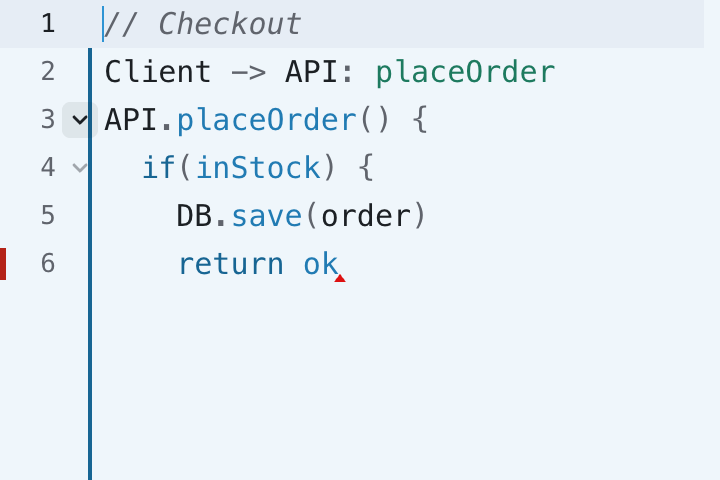 1 // Checkout
2 Client -> API: placeOrder
3 API.placeOrder() {
4 if(inStock) {
5 DB.save(order)
6 return ok